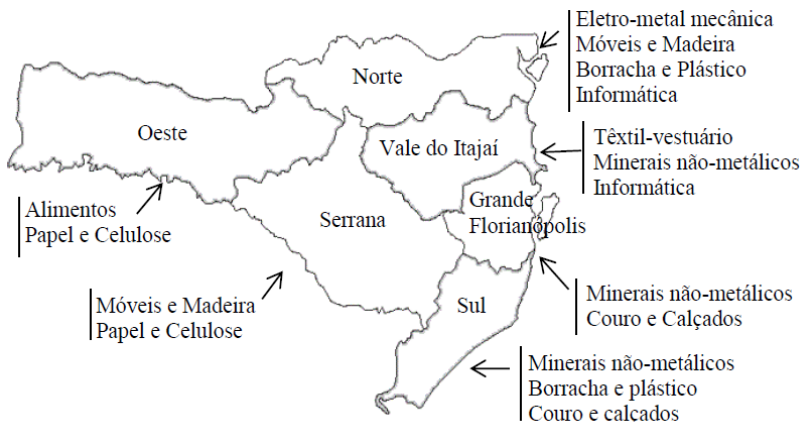 Eletro-metal mecânica
Móveis e Madeira
Borracha e Plástico
Informática
Norte
Oeste
Vale do Itajaí
Têxtil-vestuário
Minerais não-metálicos
Informática
Alimentos
Papel e Celulose
Serrana
Grande
Florianópolis
Móveis e Madeira
Papel e Celulose
Sul
Minerais não-metálicos
Couro e Calçados
Minerais não-metálicos
Borracha e plástico
Couro e calçados